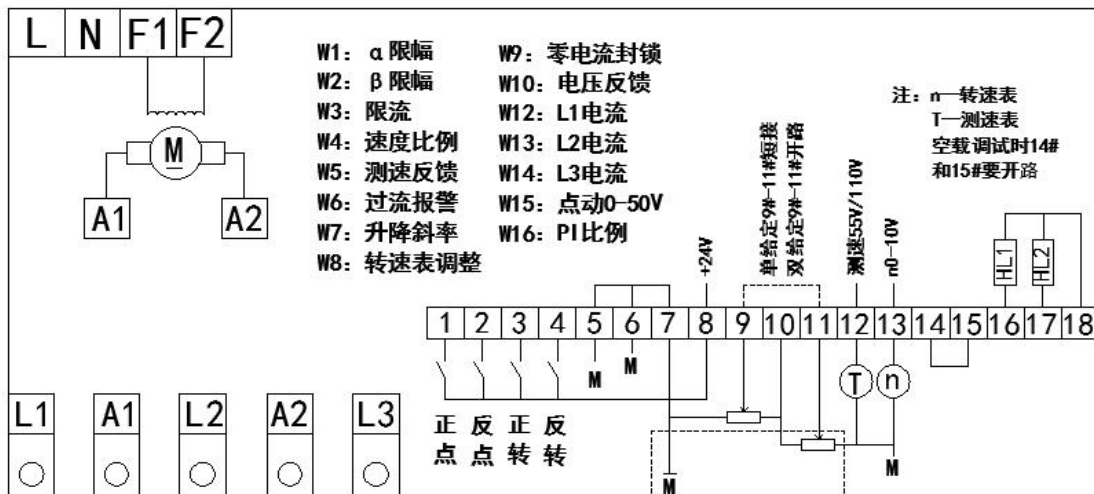 L N F1 F2
W1: α限幅
W2: β限幅
W3: 限流
W4: 速度比例
W5: 测速反馈
W6: 过流报警
W7: 升降斜率
W8: 转速表调整
W9: 零电流封锁
W10: 电压反馈
W12: L1电流
W13: L2电流
W14: L3电流
W15: 点动0-50V
W16: PI比例
注: n—转速表
T—测速表
空载调试时14#
和15#要开路
M
A1 A2
+24V
单给定9#-11#短接
双给定9#-11#开路
测速55V/110V
n0-10V
HL1 HL2
1 2 3 4 5 6 7 8 9 10 11 12 13 14 15 16 17 18
M M
T n
正点
反点
正转
反转
M M
L1 A1 L2 A2 L3